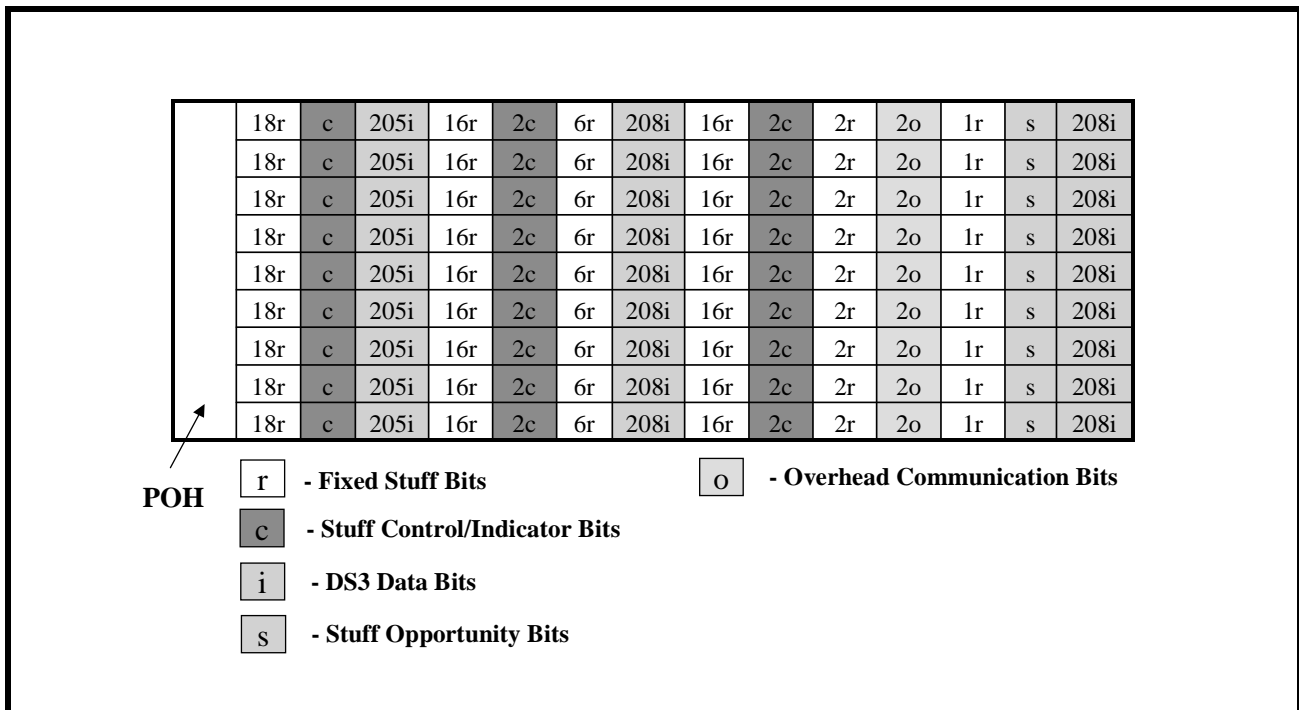 18r c 205i 16r 2c 6r 208i 16r 2c 2r 2o 1r s 208i
18r c 205i 16r 2c 6r 208i 16r 2c 2r 2o 1r s 208i
18r c 205i 16r 2c 6r 208i 16r 2c 2r 2o 1r s 208i
18r c 205i 16r 2c 6r 208i 16r 2c 2r 2o 1r s 208i
18r c 205i 16r 2c 6r 208i 16r 2c 2r 2o 1r s 208i
18r c 205i 16r 2c 6r 208i 16r 2c 2r 2o 1r s 208i
18r c 205i 16r 2c 6r 208i 16r 2c 2r 2o 1r s 208i
18r c 205i 16r 2c 6r 208i 16r 2c 2r 2o 1r s 208i
18r c 205i 16r 2c 6r 208i 16r 2c 2r 2o 1r s 208i
POH
r - Fixed Stuff Bits
o - Overhead Communication Bits
c - Stuff Control/Indicator Bits
i - DS3 Data Bits
s - Stuff Opportunity Bits